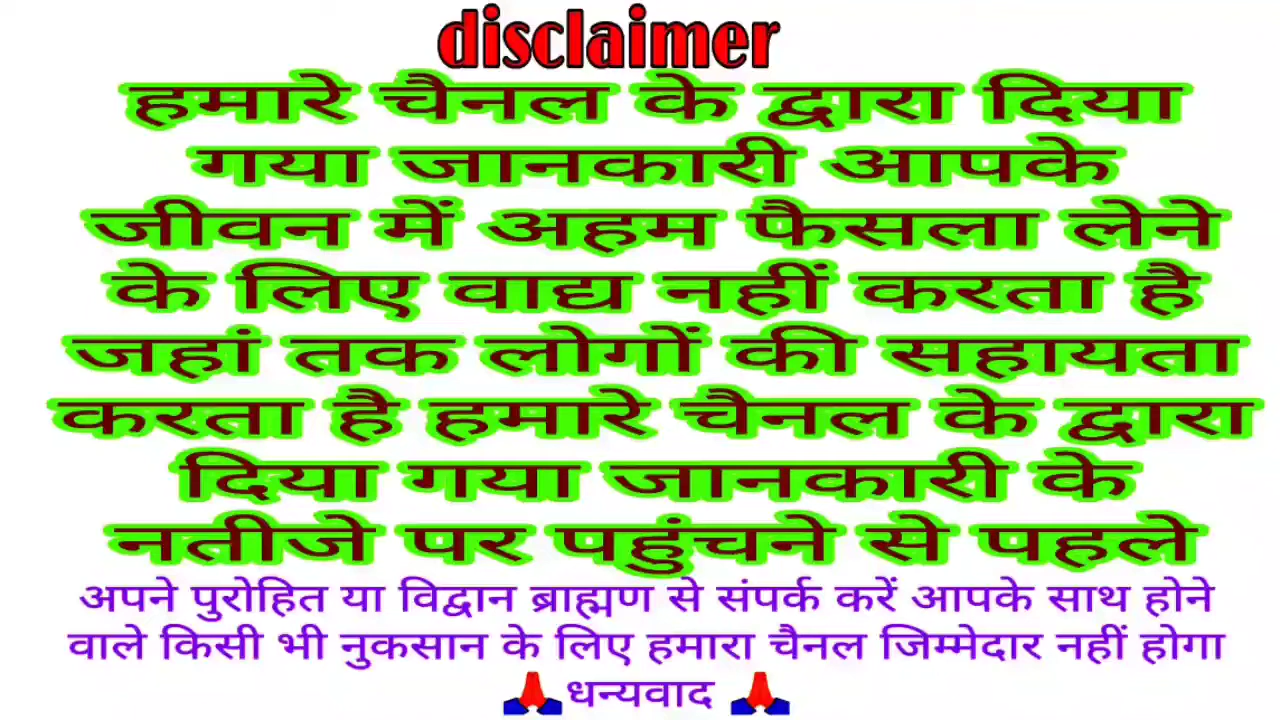 disclaimer
हमारे चैनल के द्वारा दिया
गया जानकारी आपके
जीवन में अहम फैसला लेने
के लिए वाद्य नहीं करता है
जहां तक लोगों की सहायता
करता है हमारे चैनल के द्वारा
दिया गया जानकारी के
नतीजे पर पहुंचने से पहले
अपने पुरोहित या विद्वान ब्राह्मण से संपर्क करें आपके साथ होने
वाले किसी भी नुकसान के लिए हमारा चैनल जिम्मेदार नहीं होगा
🙏धन्यवाद 🙏